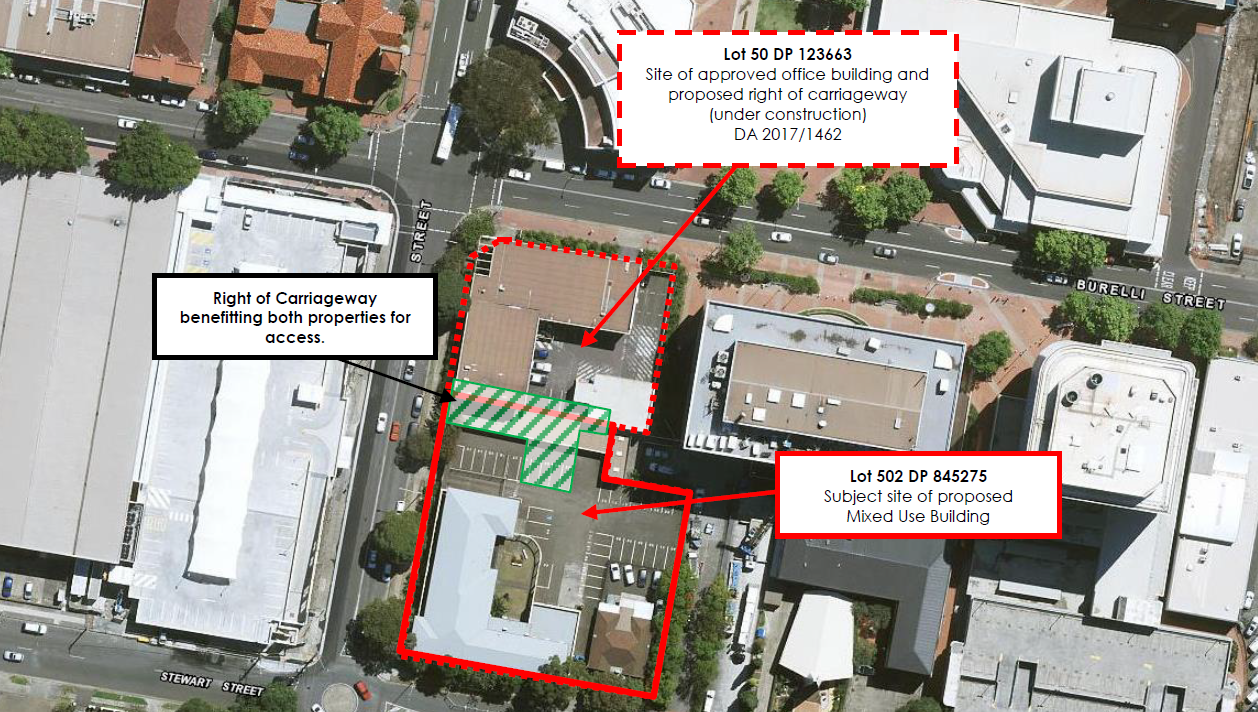 Lot 50 DP 123663
Site of approved office building and
proposed right of carriageway
(under construction)
DA 2017/1462
STREET
Right of Carriageway
benefitting both properties for
access.
BURELLI STREET
Lot 502 DP 845275
Subject site of proposed
Mixed Use Building
STEWART STREET